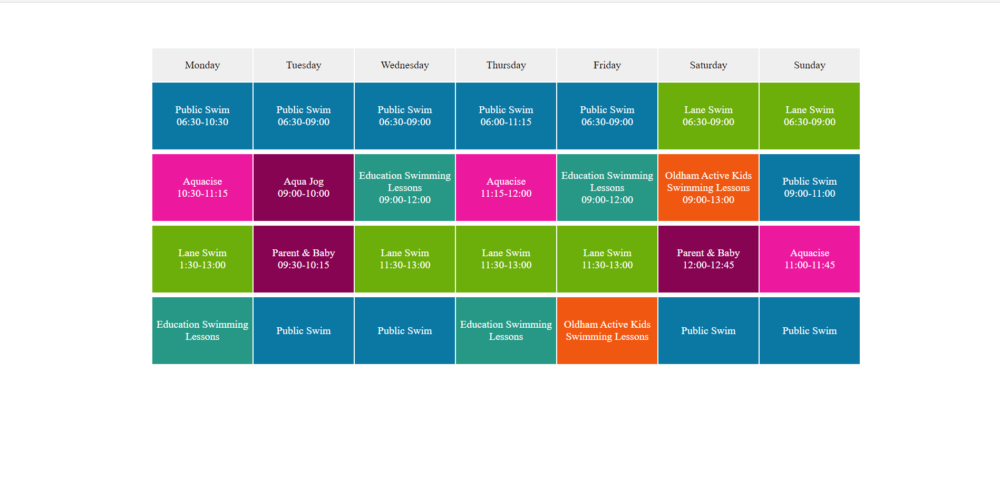 Monday Tuesday Wednesday Thursday Friday Saturday Sunday
Public Swim Public Swim Public Swim Public Swim Public Swim Lane Swim Lane Swim
06:30-10:30 06:30-09:00 06:30-09:00 06:00-11:15 06:30-09:00 06:30-09:00 06:30-09:00
Aquacise
10:30-11:15
Aqua Jog
09:00-10:00
Education Swimming
Lessons
09:00-12:00
Aquacise
11:15-12:00
Education Swimming
Lessons
09:00-12:00
Oldham Active Kids
Swimming Lessons
09:00-13:00
Public Swim
09:00-11:00
Lane Swim Parent & Baby Lane Swim Lane Swim Lane Swim Parent & Baby Aquacise
1:30-13:00 09:30-10:15 11:30-13:00 11:30-13:00 11:30-13:00 12:00-12:45 11:00-11:45
Education Swimming
Lessons
Public Swim
Public Swim
Education Swimming
Lessons
Oldham Active Kids
Swimming Lessons
Public Swim
Public Swim